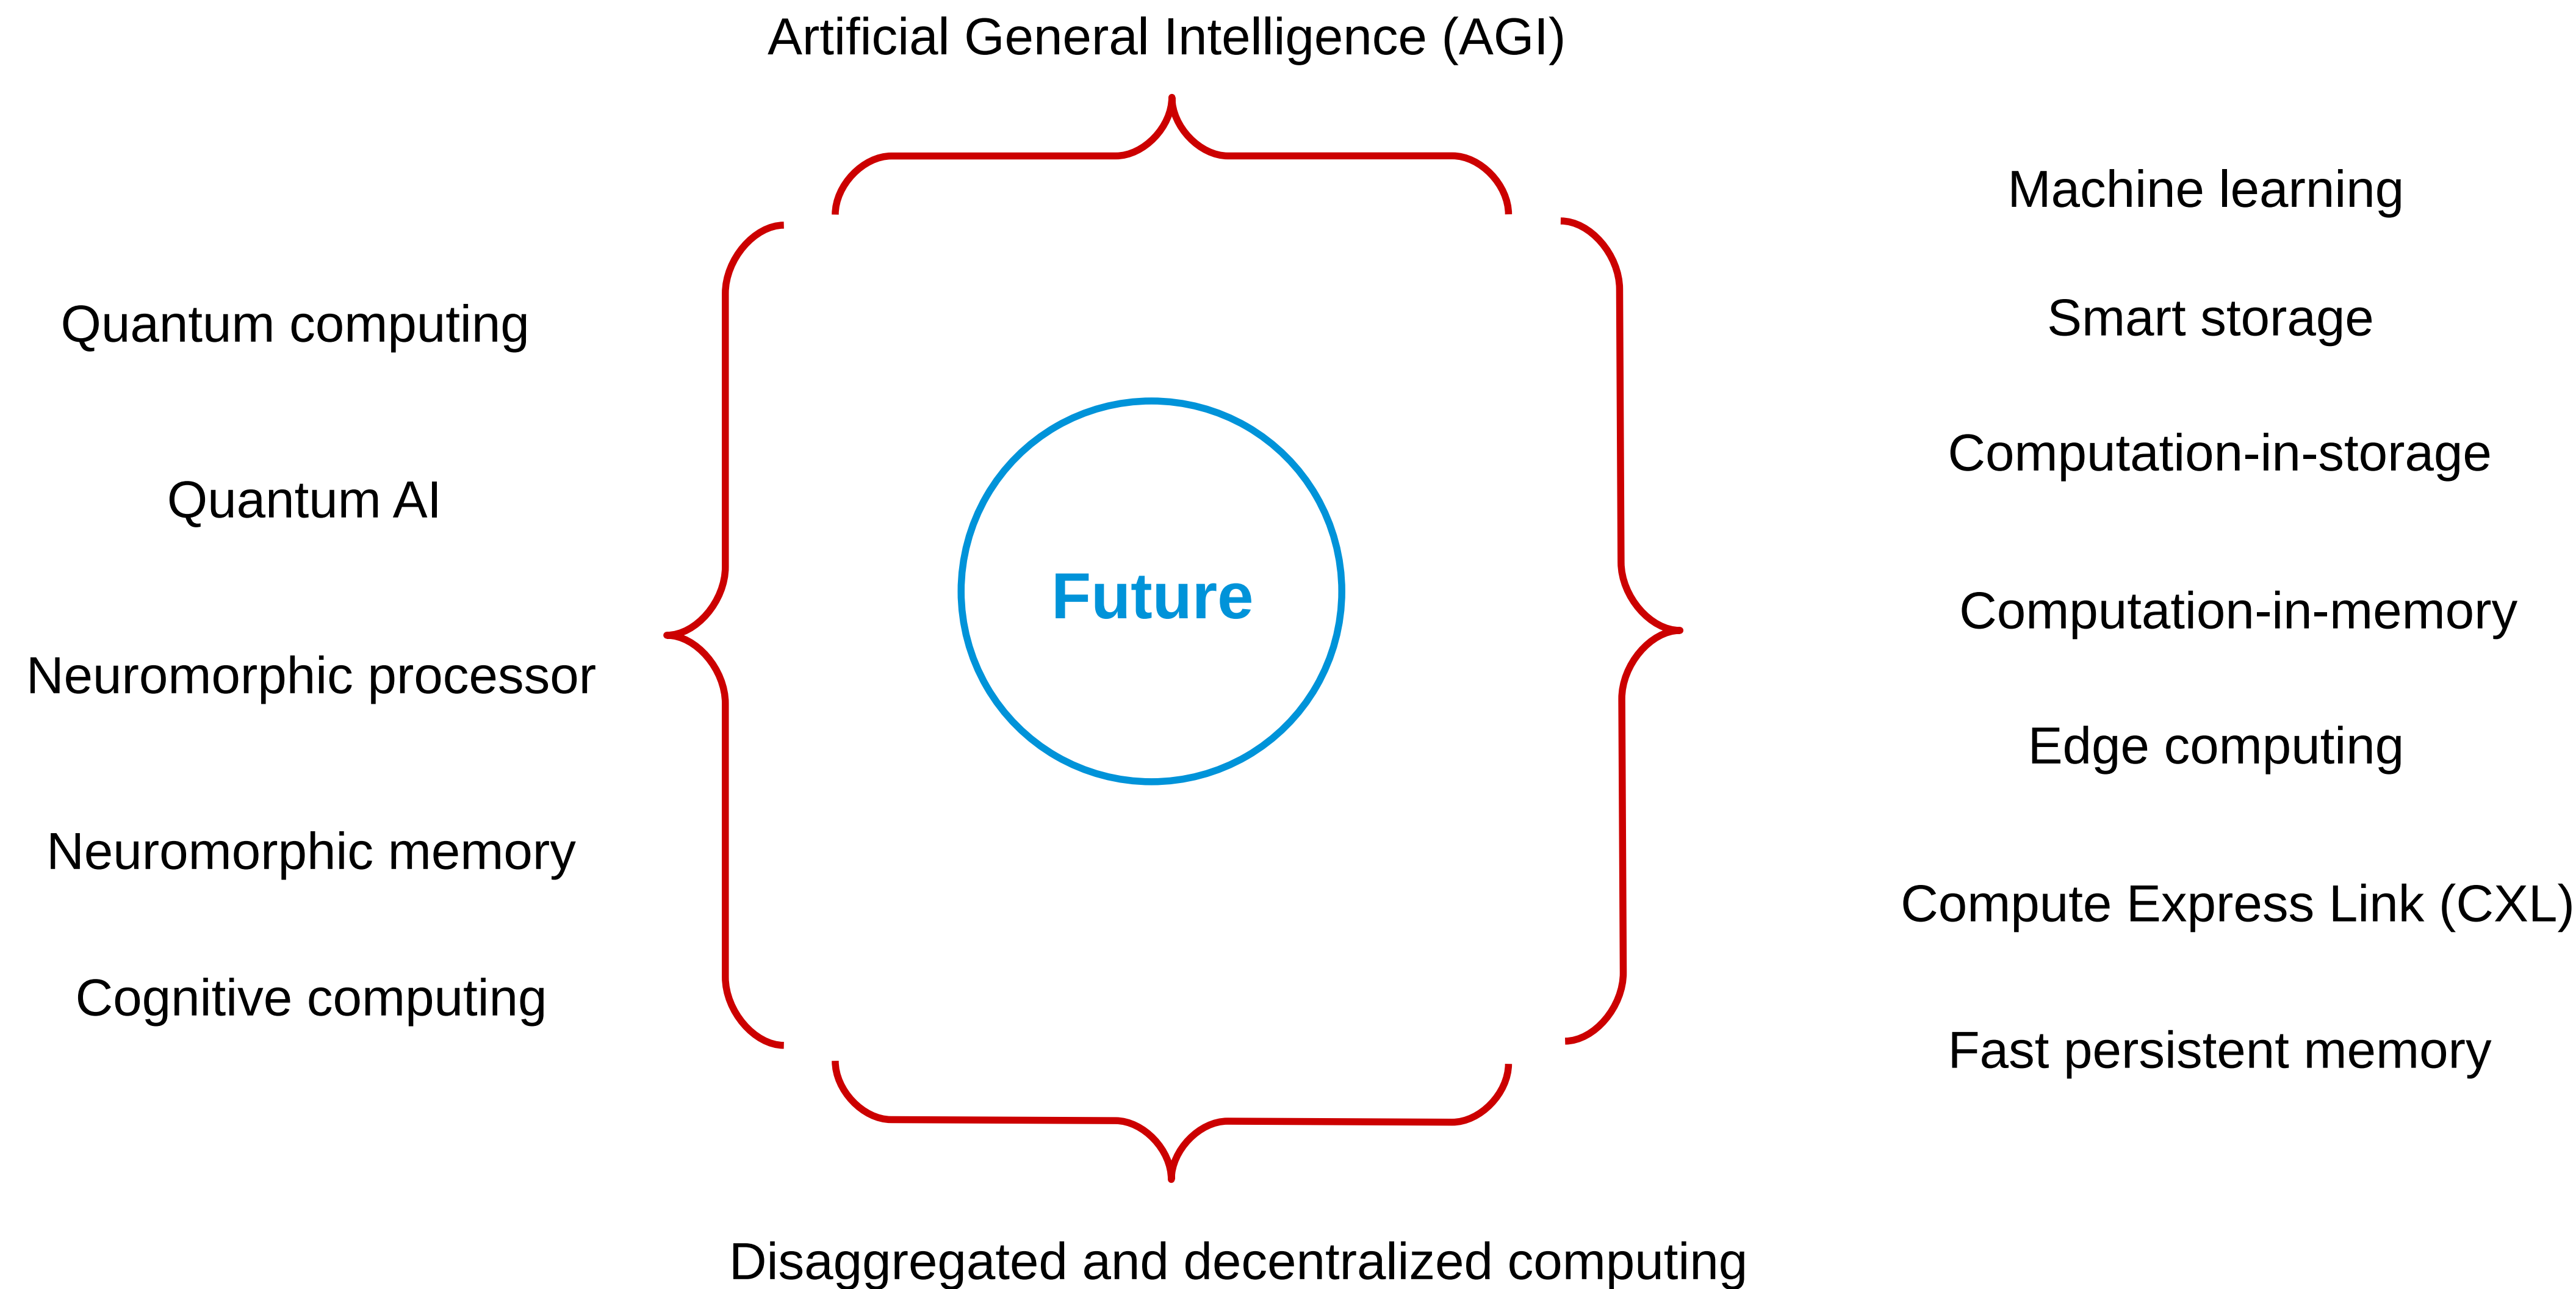 Artificial General Intelligence (AGI)
Quantum computing
Quantum AI
Neuromorphic processor
Neuromorphic memory
Cognitive computing
Future
Machine learning
Smart storage
Computation-in-storage
Computation-in-memory
Edge computing
Compute Express Link (CXL)
Fast persistent memory
Disaggregated and decentralized computing